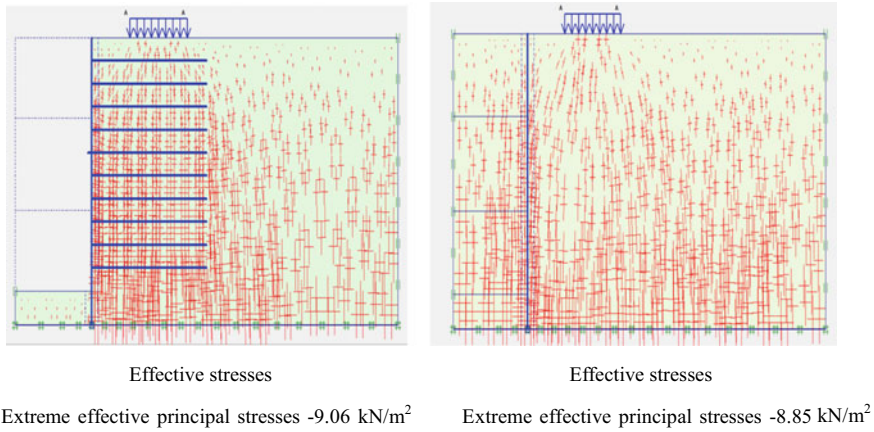 A A
A A
Effective stresses
Effective stresses
Extreme effective principal stresses -9.06 kN/m²
Extreme effective principal stresses -8.85 kN/m²